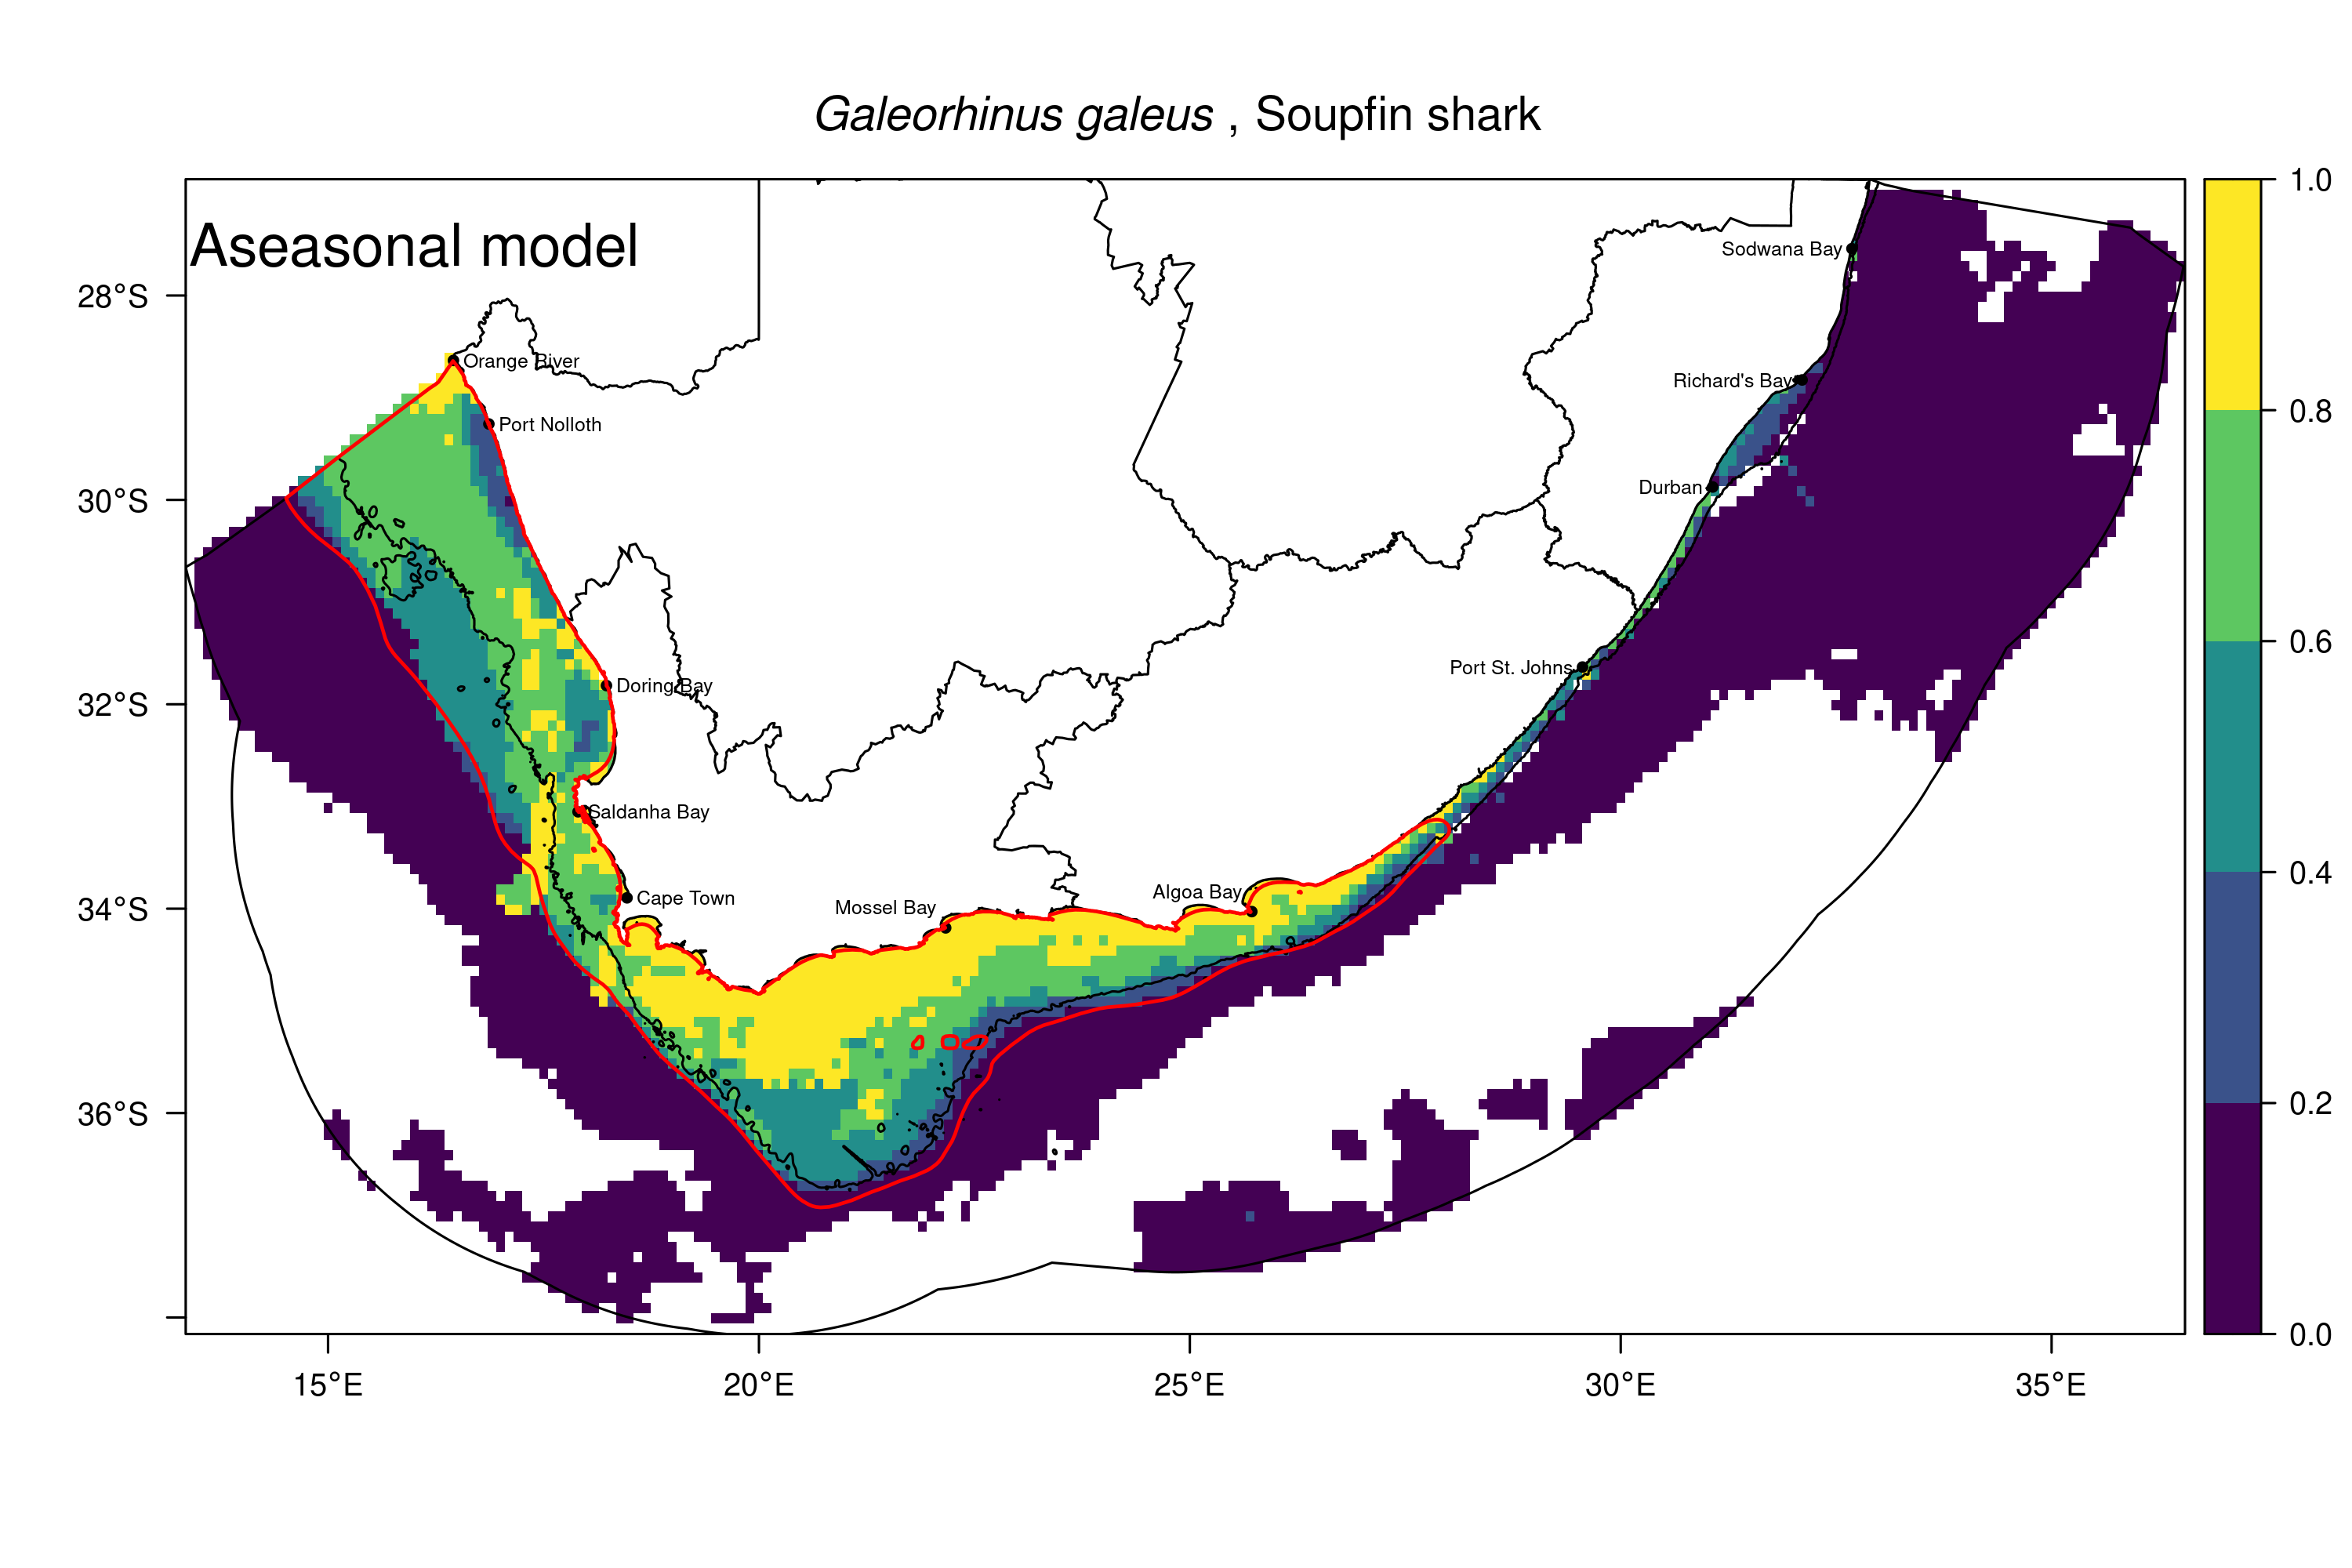 Galeorhinus galeus , Soupfin shark
Aseasonal model
Sodwana Bay
Richard's Bay
Durban
Port St. Johns
Orange River
Port Nolloth
Doring Bay
Saldanha Bay
Cape Town
Mossel Bay
Algoa Bay
28°S
30°S
32°S
34°S
36°S
15°E
20°E
25°E
30°E
35°E
1.0
0.8
0.6
0.4
0.2
0.0